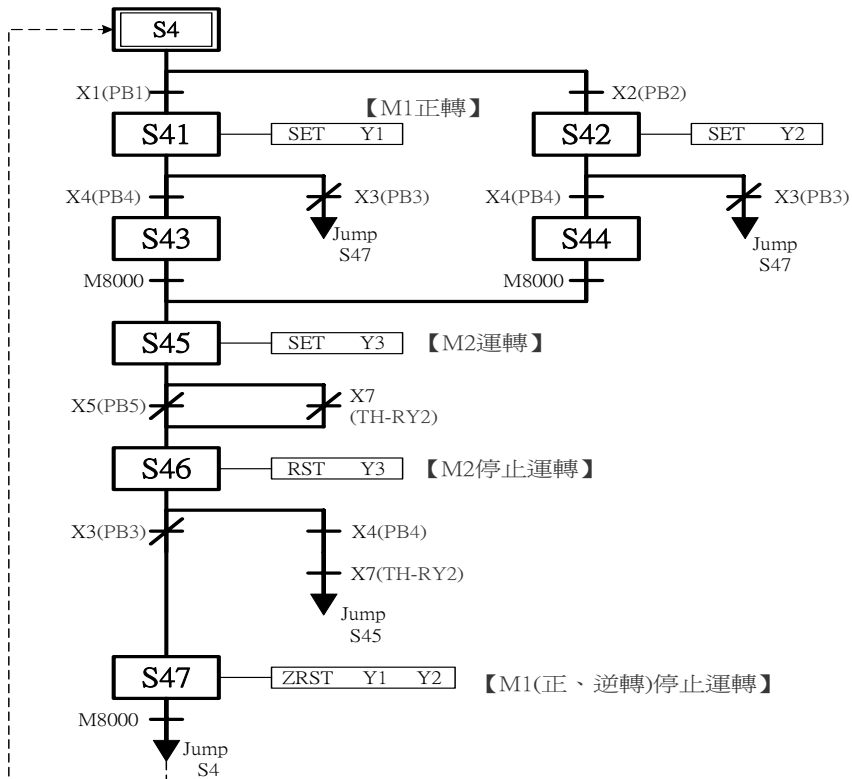 S4
X1(PB1)
X2(PB2)
【M1正轉】
S41
SET Y1
S42
SET Y2
X4(PB4)
X3(PB3)
X4(PB4)
X3(PB3)
S43
Jump
S47
S44
Jump
S47
M8000
M8000
S45
SET Y3
【M2運轉】
X5(PB5)
X7
(TH-RY2)
S46
RST Y3
【M2停止運轉】
X3(PB3)
X4(PB4)
X7(TH-RY2)
Jump
S45
S47
ZRST Y1 Y2
【M1(正、逆轉)停止運轉】
M8000
Jump
S4